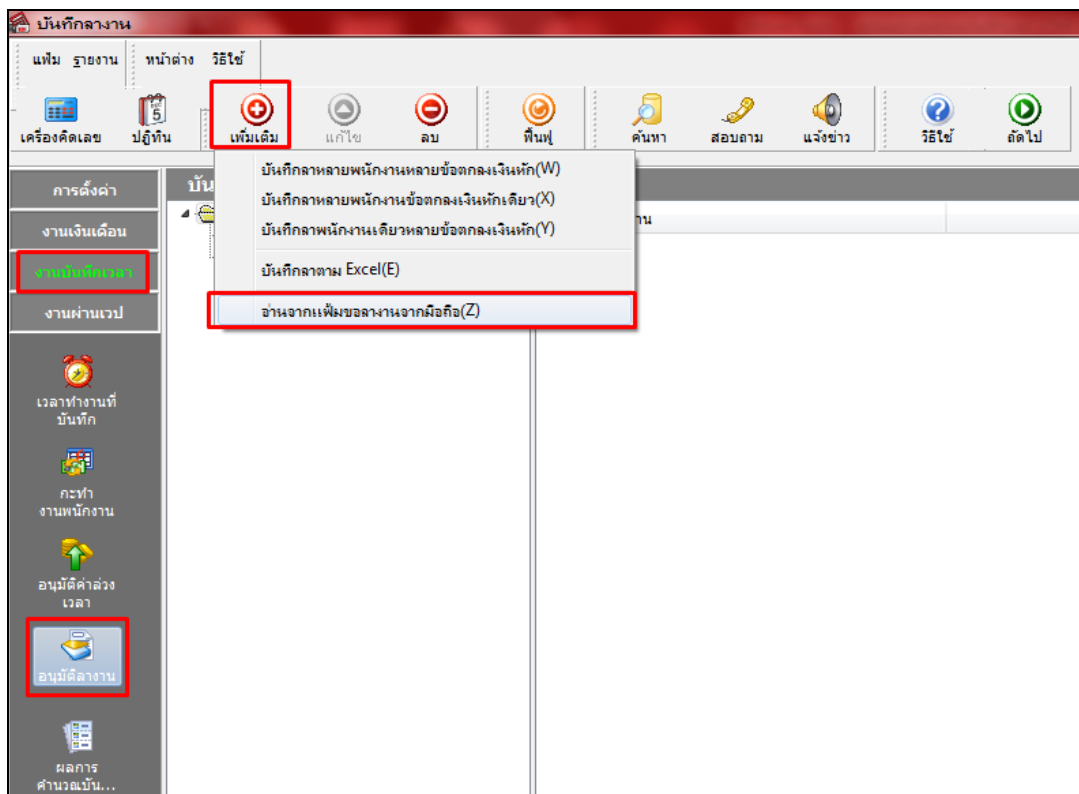 บันทึกลางาน
แฟ้ม รายงาน หน้าต่าง วิธีใช้
เครื่องคิดเลข ปฏิทิน เพิ่มเติม แก้ไข ลบ ฟื้นฟู ค้นหา สอบถาม แจ้งข่าว วิธีใช้ ถัดไป
บันทึกลาหลายพนักงานหลายข้อตกลงเงินหัก(W)
บันทึกลาหลายพนักงานข้อตกลงเงินหักเดียว(X)
บันทึกลาพนักงานเดียวหลายข้อตกลงเงินหัก(Y)
บันทึกลาตาม Excel(E)
อ่านจากแฟ้มขอลางานจากมือถือ(Z)
การตั้งค่า
งานเงินเดือน
งานบันทึกเวลา
งานผ่านเวป
เวลาทำงานที่
บันทึก
กะทำ
งานพนักงาน
อนุมัติค่าล่วง
เวลา
อนุมัติลางาน
ผลการ
คำนวณบัน...